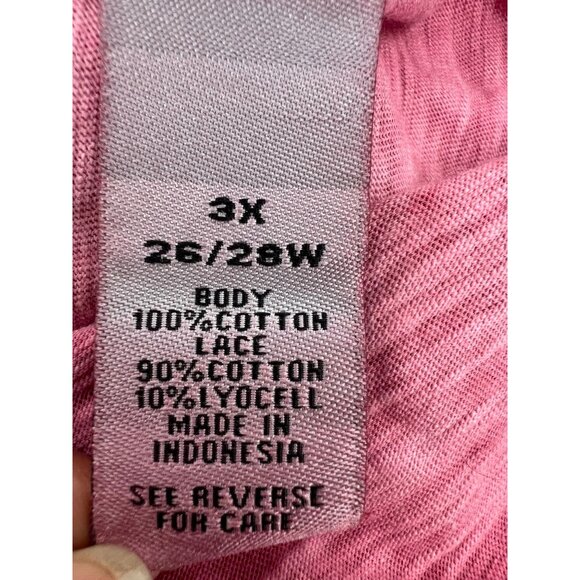 3X
26/28W
BODY
100%COTTON
LACE
90%COTTON
10%LYOCELL
MADE IN
INDONESIA
SEE REVERSE
FOR CARE